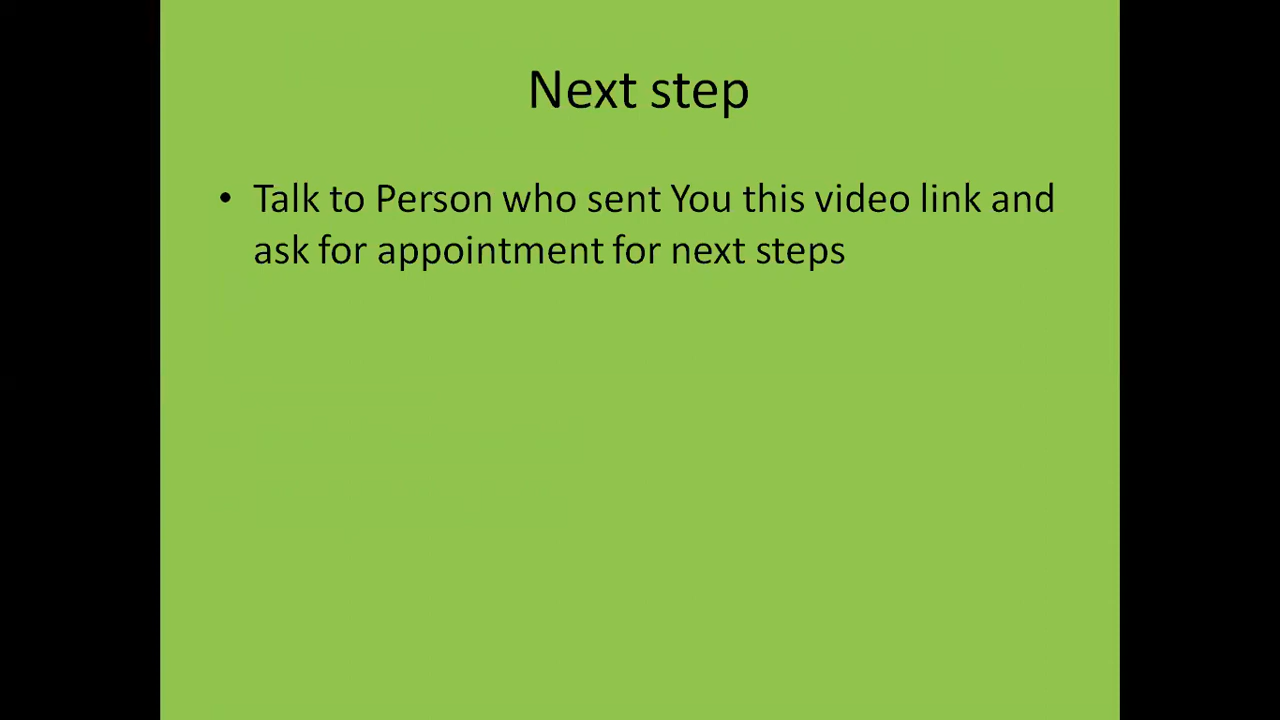 Next step
• Talk to Person who sent You this video link and
ask for appointment for next steps